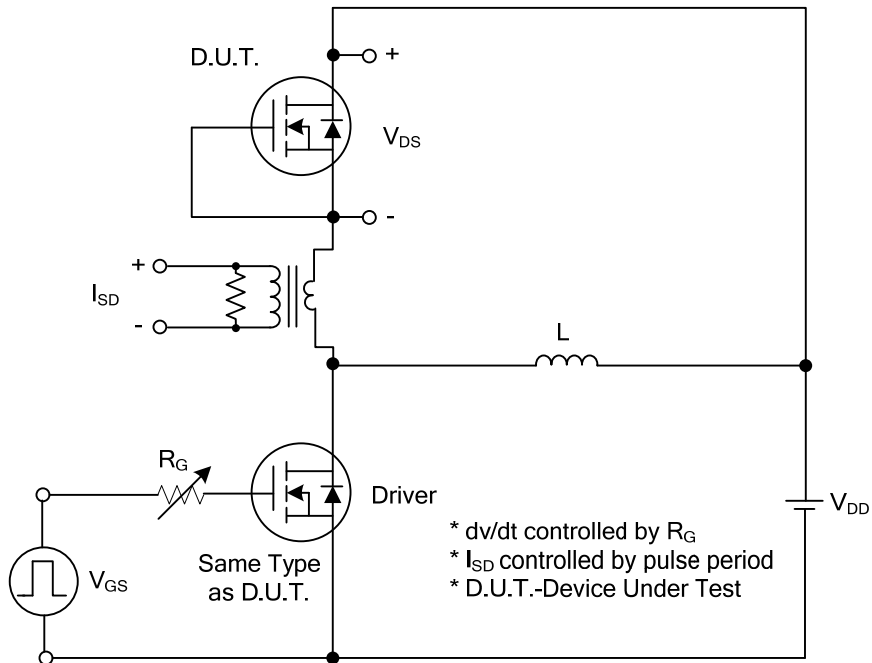 D.U.T.
+
V_DS
-
+
I_SD
-
L
R_G
Driver
V_DD
V_GS
Same Type
as D.U.T.
* dv/dt controlled by R_G
* I_SD controlled by pulse period
* D.U.T.-Device Under Test